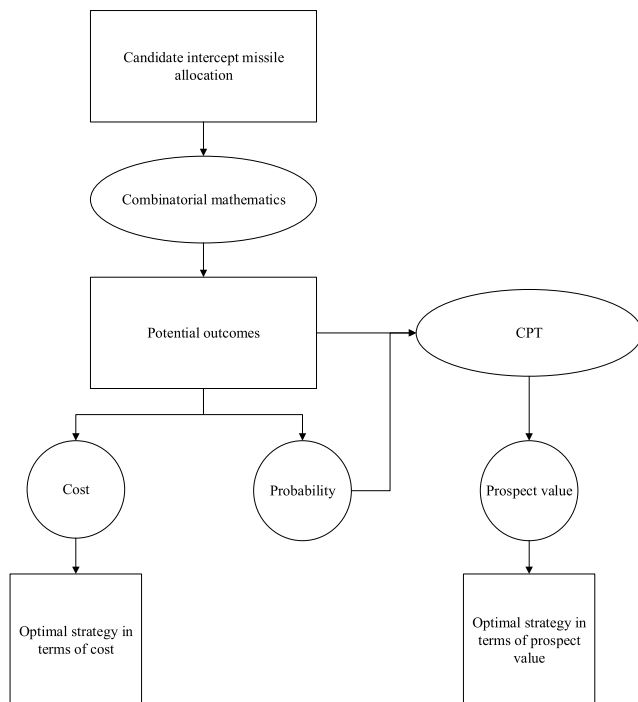 Candidate intercept missile
allocation
Combinatorial mathematics
Potential outcomes
CPT
Cost
Probability
Prospect value
Optimal strategy in
terms of cost
Optimal strategy in
terms of prospect
value